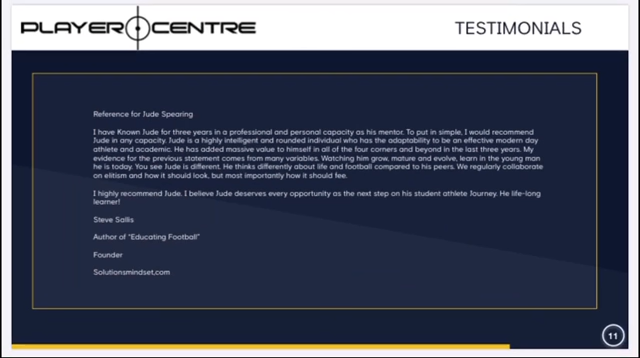 PLAYER CENTRE
TESTIMONIALS
Reference for Jude Spearing
I have Known Jude for three years in a professional and personal capacity as his mentor. To put in simple, I would recommend
Jude in any capacity. Jude is a highly intelligent and rounded individual who has the adaptability to be an effective modern day
athlete and academic. He has added massive value to himself in all of the four corners and beyond in the last three years. My
evidence for the previous statement comes from many variables. Watching him grow, mature and evolve, learn in the young man
he is today. You see Jude is different. He thinks differently about life and football compared to his peers. We regularly collaborate
on elitism and how it should look, but most importantly how it should fee.
I highly recommend Jude. I believe Jude deserves every opportunity as the next step on his student athlete Journey. He life-long
learner!
Steve Sallis
Author of "Educating Football"
Founder
Solutionsmindset.com
11